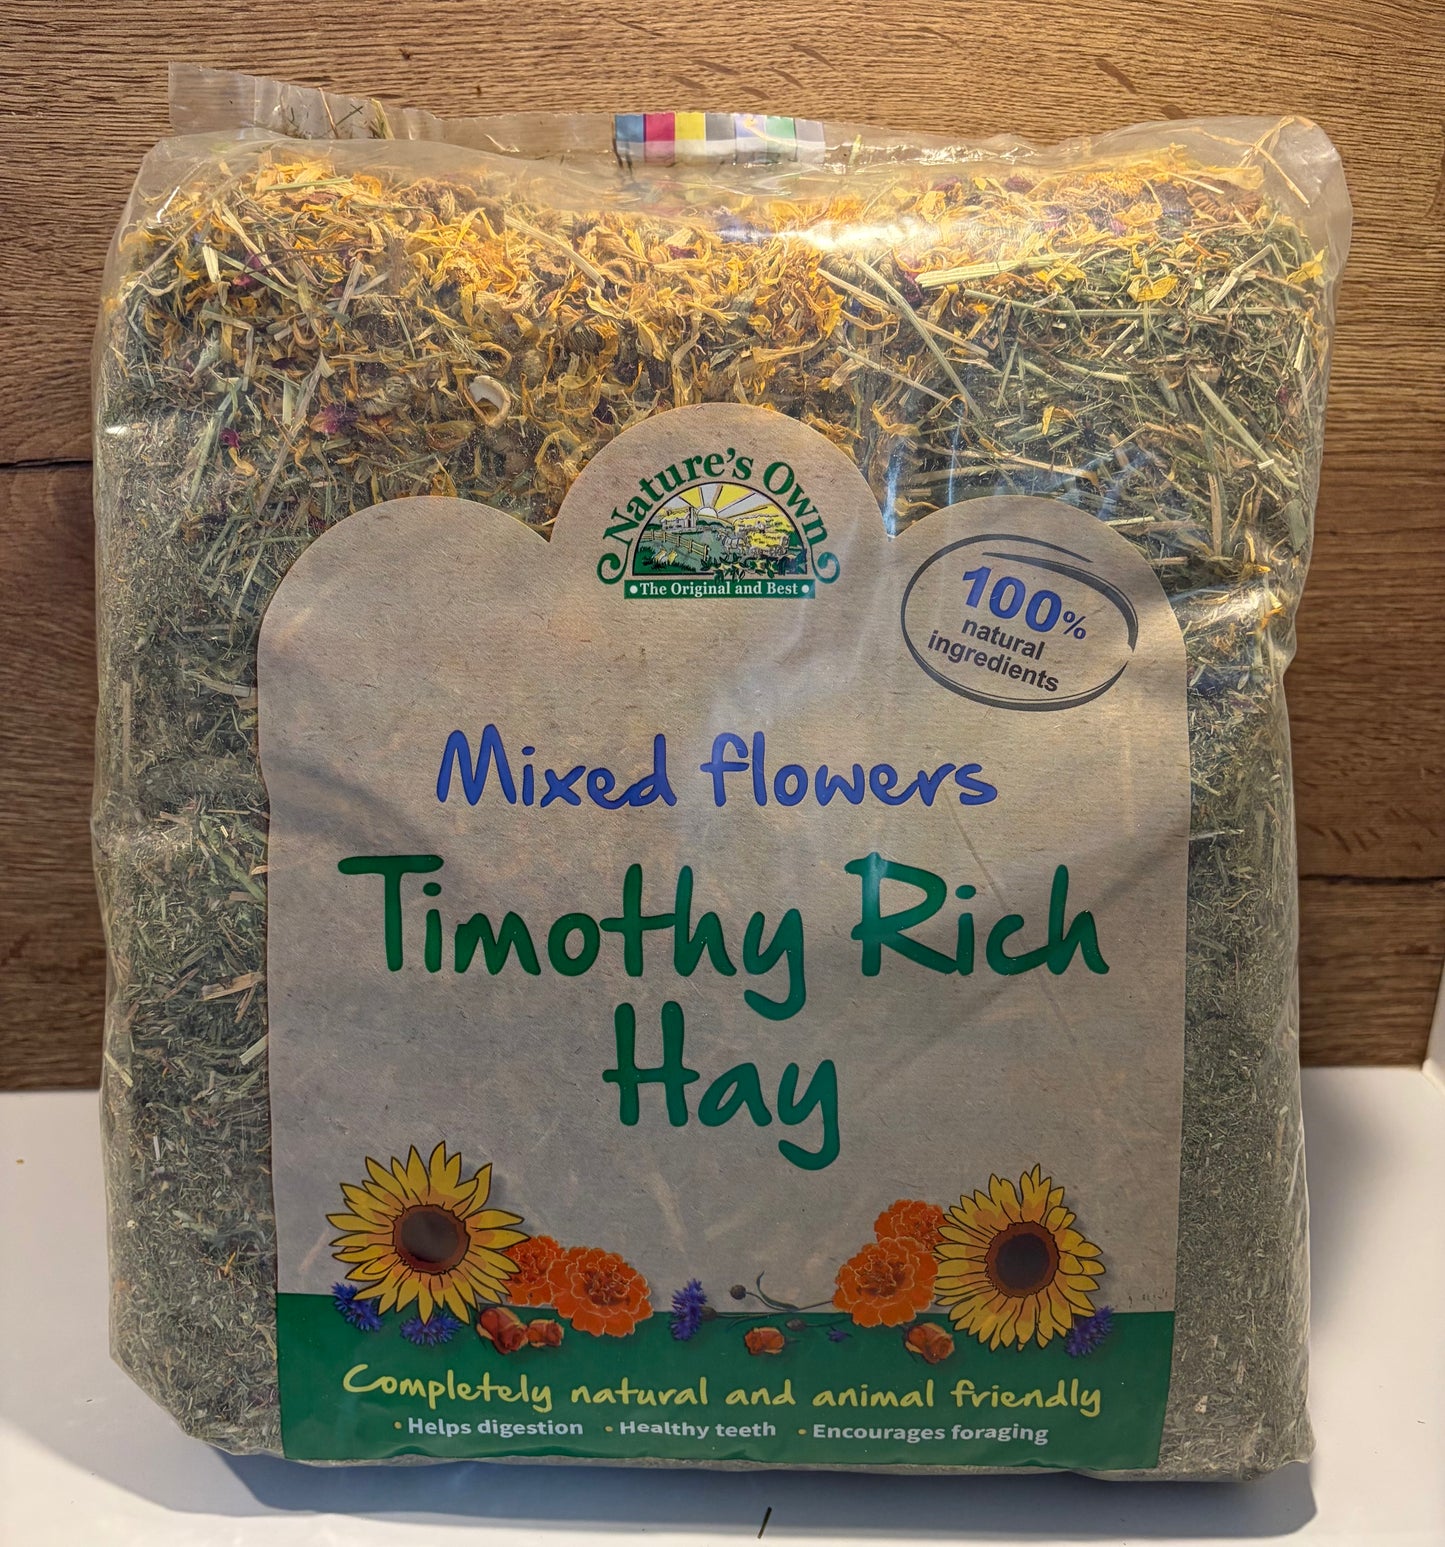 Nature's Own
• The Original and Best •
100%
natural
ingredients
Mixed flowers
Timothy Rich
Hay
Completely natural and animal friendly
• Helps digestion • Healthy teeth • Encourages foraging